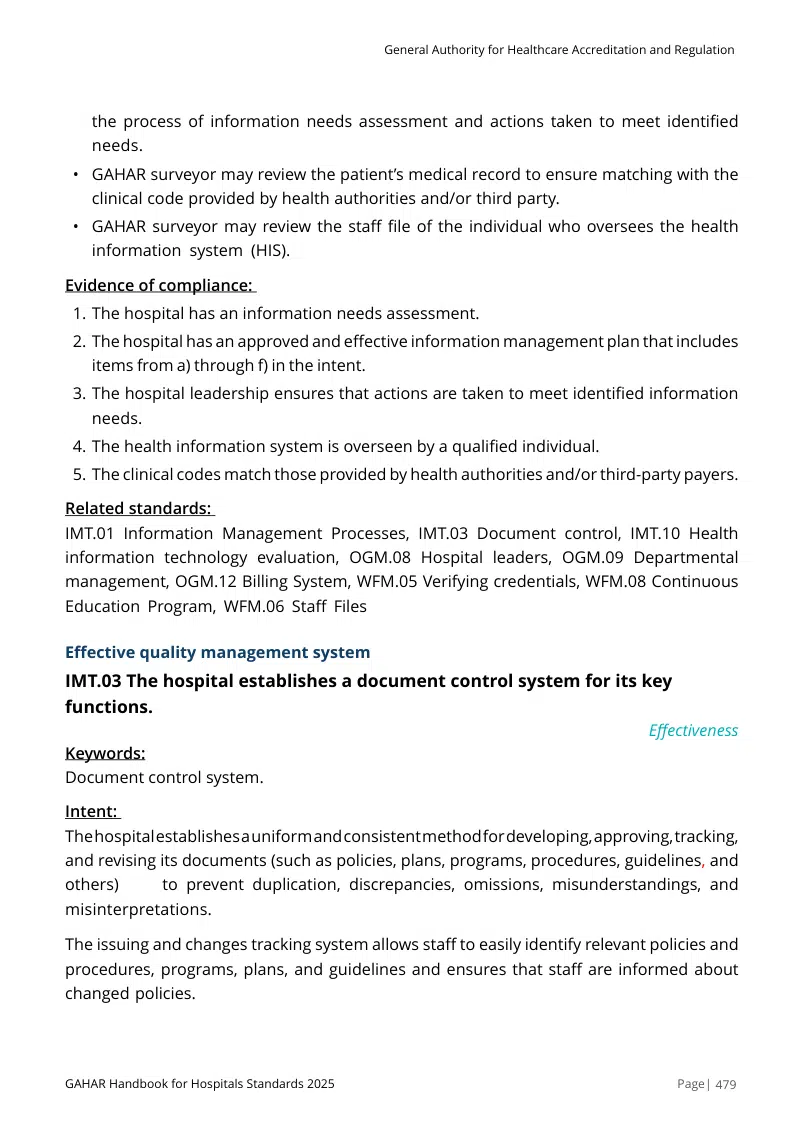 General Authority for Healthcare Accreditation and Regulation
the process of information needs assessment and actions taken to meet identified
needs.
• GAHAR surveyor may review the patient’s medical record to ensure matching with the
clinical code provided by health authorities and/or third party.
• GAHAR surveyor may review the staff file of the individual who oversees the health
information system (HIS).
Evidence of compliance:
1. The hospital has an information needs assessment.
2. The hospital has an approved and effective information management plan that includes
items from a) through f) in the intent.
3. The hospital leadership ensures that actions are taken to meet identified information
needs.
4. The health information system is overseen by a qualified individual.
5. The clinical codes match those provided by health authorities and/or third-party payers.
Related standards:
IMT.01 Information Management Processes, IMT.03 Document control, IMT.10 Health
information technology evaluation, OGM.08 Hospital leaders, OGM.09 Departmental
management, OGM.12 Billing System, WFM.05 Verifying credentials, WFM.08 Continuous
Education Program, WFM.06 Staff Files
Effective quality management system
IMT.03 The hospital establishes a document control system for its key
functions.
Effectiveness
Keywords:
Document control system.
Intent:
The hospital establishes a uniform and consistent method for developing, approving, tracking,
and revising its documents (such as policies, plans, programs, procedures, guidelines, and
others) to prevent duplication, discrepancies, omissions, misunderstandings, and
misinterpretations.
The issuing and changes tracking system allows staff to easily identify relevant policies and
procedures, programs, plans, and guidelines and ensures that staff are informed about
changed policies.
GAHAR Handbook for Hospitals Standards 2025
Page| 479